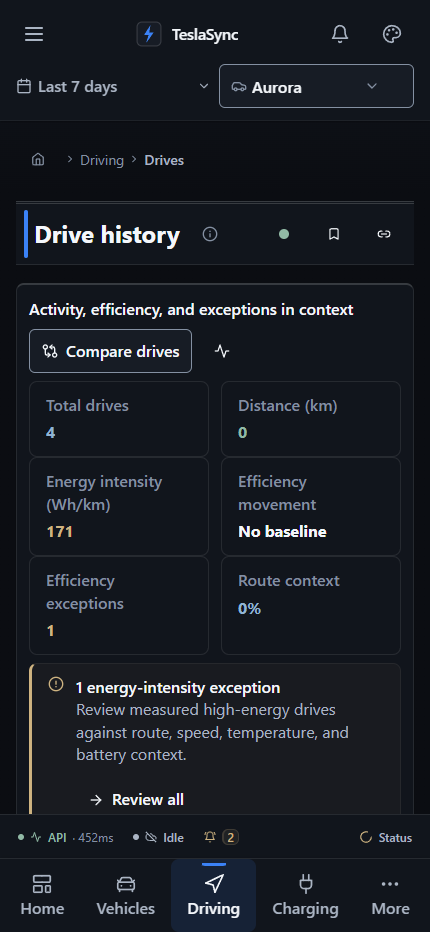 TeslaSync
Last 7 days
Aurora
Driving
Drives
Drive history
Activity, efficiency, and exceptions in context
Compare drives
Total drives
4
Distance (km)
0
Energy intensity
(Wh/km)
171
Efficiency
movement
No baseline
Efficiency
exceptions
1
Route context
0%
1 energy-intensity exception
Review measured high-energy drives
against route, speed, temperature, and
battery context.
Review all
API · 452ms
Idle
2
Status
Home
Vehicles
Driving
Charging
More